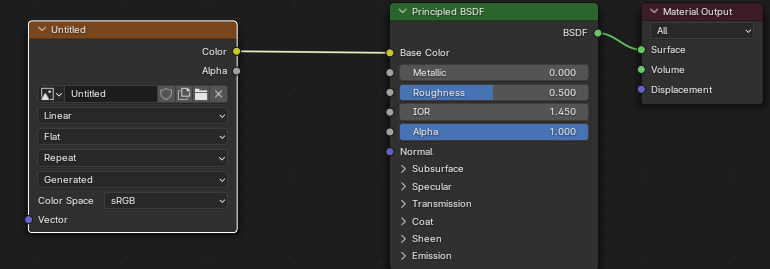 Untitled
Color
Alpha
Untitled
Linear
Flat
Repeat
Generated
Color Space sRGB
Vector
Principled BSDF
BSDF
Base Color
Metallic 0.000
Roughness 0.500
IOR 1.450
Alpha 1.000
Normal
Subsurface
Specular
Transmission
Coat
Sheen
Emission
Material Output
All
Surface
Volume
Displacement